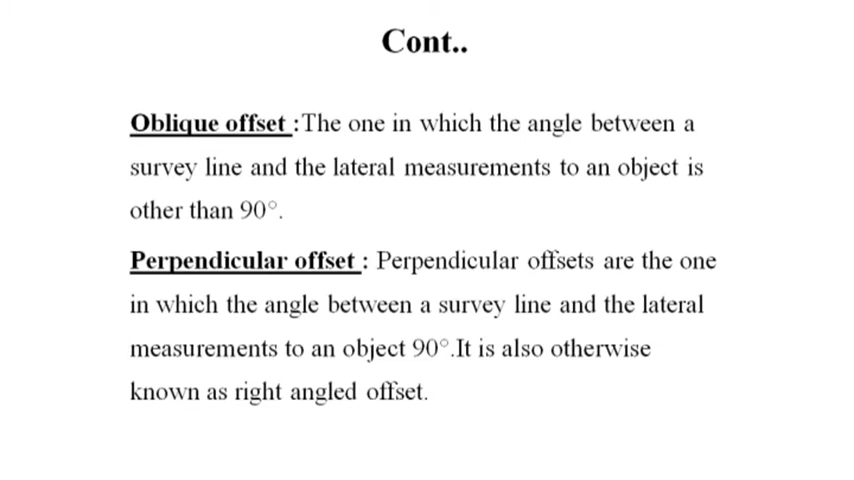 Cont..
Oblique offset :The one in which the angle between a
survey line and the lateral measurements to an object is
other than 90°.
Perpendicular offset : Perpendicular offsets are the one
in which the angle between a survey line and the lateral
measurements to an object 90°.It is also otherwise
known as right angled offset.